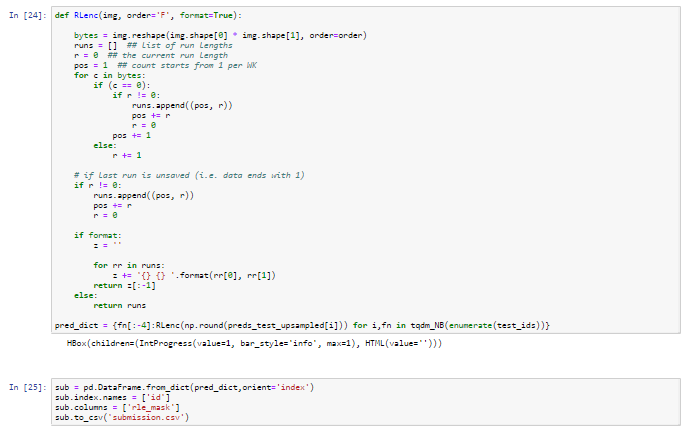 In [24]: def RLenc(img, order='F', format=True):
    bytes = img.reshape(img.shape[0] * img.shape[1], order=order)
    runs = []  ## list of run lengths
    r = 0  ## the current run length
    pos = 1  ## count starts from 1 per WK
    for c in bytes:
        if (c == 0):
            if r != 0:
                runs.append((pos, r))
                pos += r
                r = 0
            pos += 1
        else:
            r += 1
    # if last run is unsaved (i.e. data ends with 1)
    if r != 0:
        runs.append((pos, r))
        pos += r
        r = 0
    if format:
        z = ''
        for rr in runs:
            z += '{} {} '.format(rr[0], rr[1])
        return z[:-1]
    else:
        return runs
pred_dict = {fn[:-4]:RLenc(np.round(preds_test_upsampled[i])) for i,fn in tqdm_NB(enumerate(test_ids))}
HBox(children=(IntProgress(value=1, bar_style='info', max=1), HTML(value='')))
In [25]: sub = pd.DataFrame.from_dict(pred_dict,orient='index')
sub.index.names = ['id']
sub.columns = ['rle_mask']
sub.to_csv('submission.csv')